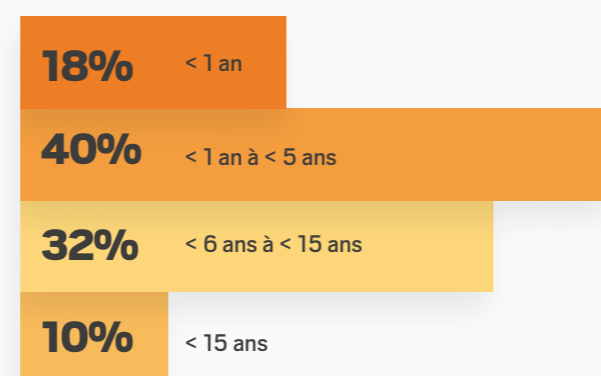 18% < 1 an
40% < 1 an à < 5 ans
32% < 6 ans à < 15 ans
10% < 15 ans